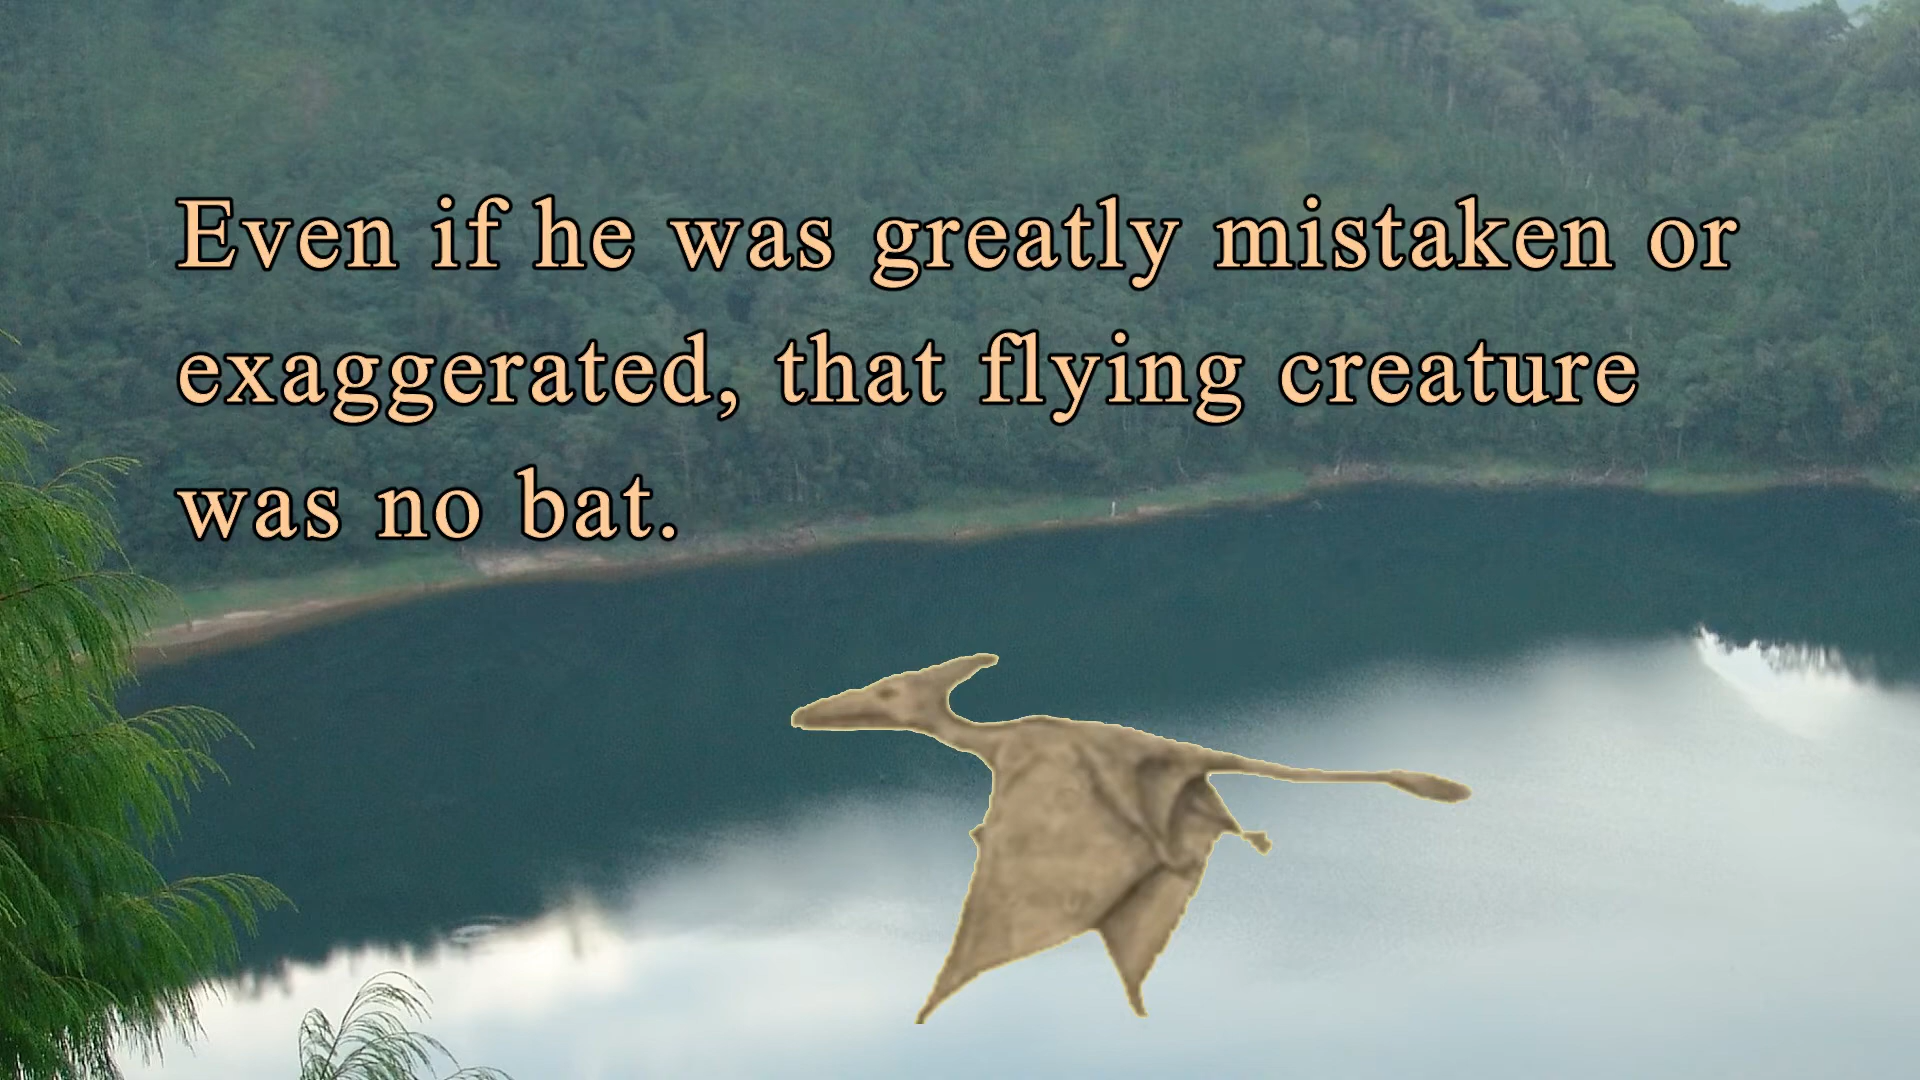 Even if he was greatly mistaken or
exaggerated, that flying creature
was no bat.